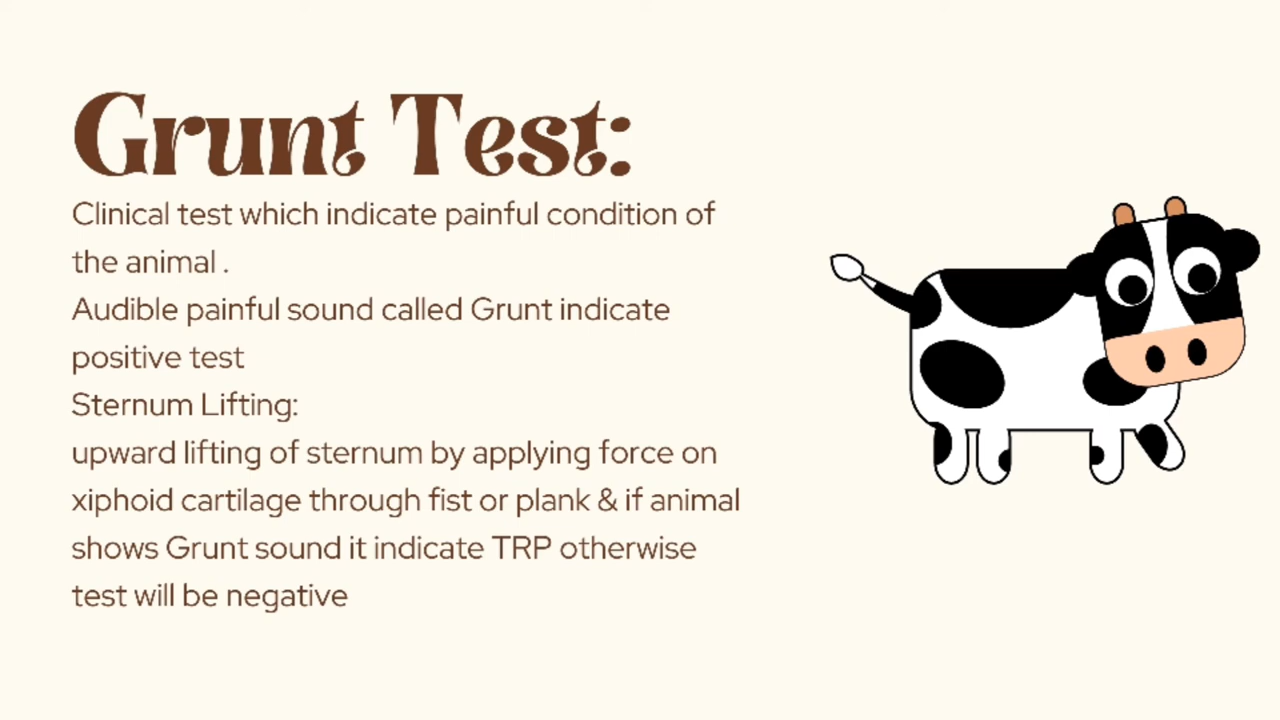 Grunt Test:
Clinical test which indicate painful condition of
the animal .
Audible painful sound called Grunt indicate
positive test
Sternum Lifting:
upward lifting of sternum by applying force on
xiphoid cartilage through fist or plank & if animal
shows Grunt sound it indicate TRP otherwise
test will be negative